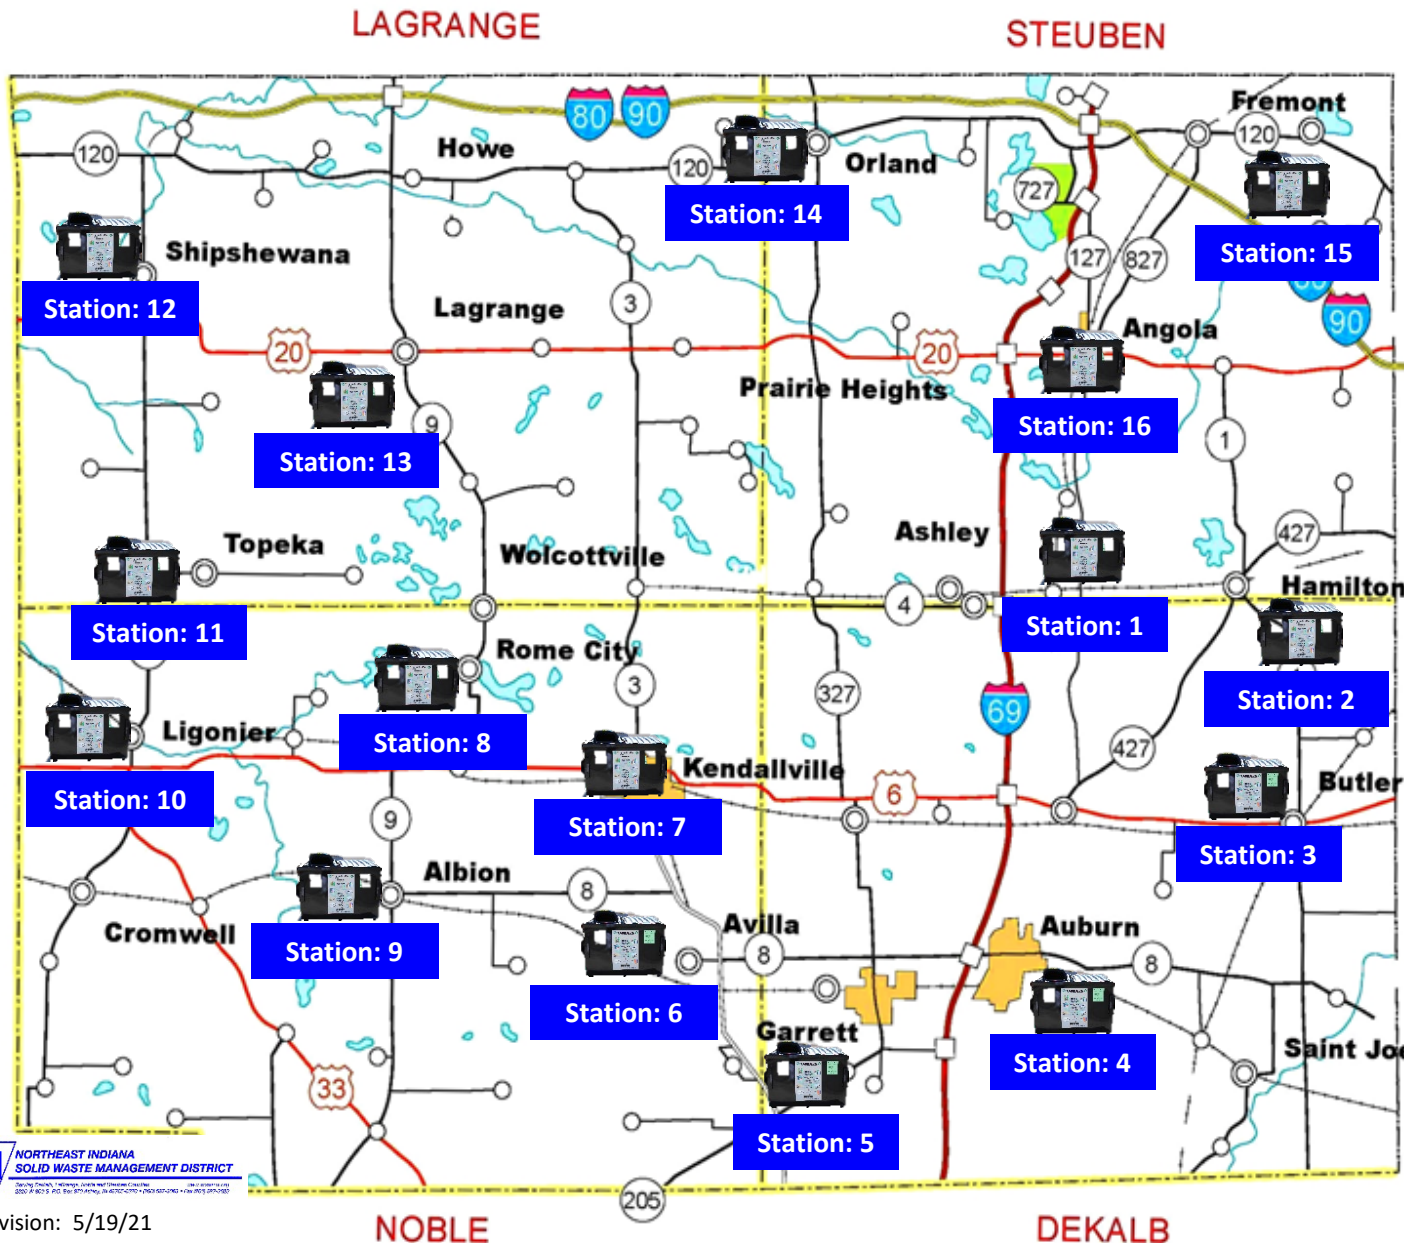 LAGRANGE
STEUBEN
80
90
Fremont
120
Howe
120
120
Orland
727
Station: 14
Shipshewana
127
827
Station: 15
Station: 12
Lagrange
3
90
Angola
20
20
Prairie Heights
Station: 16
9
Station: 13
1
Ashley
427
Topeka
Wolcottville
Hamilton
4
Station: 11
Station: 1
Rome City
3
327
69
Station: 2
Ligonier
Station: 8
427
Kendallville
Butler
Station: 10
6
9
Station: 7
Station: 3
Albion
8
Cromwell
Avilla
Auburn
Station: 9
8
8
Station: 6
Garrett
Saint Joe
Station: 4
33
Station: 5
NORTHEAST INDIANA
SOLID WASTE MANAGEMENT DISTRICT
205
vision: 5/19/21
NOBLE
DEKALB